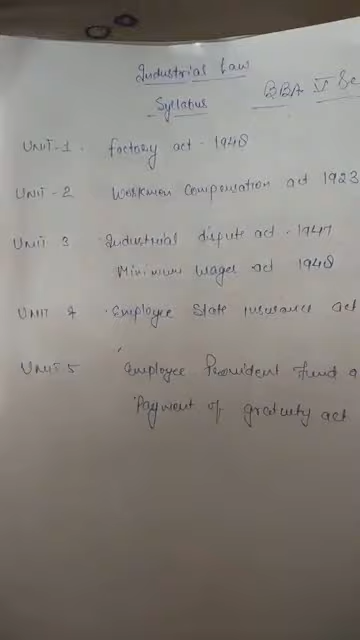 Industrial Law
BBA V Se
Syllabus
UNIT-1. factory act - 1948
UNIT-2 Workmen Compensation act 1923
UNIT 3 Industrial dispute act - 1947
Minimum wages act 1948
UNIT 4 Employee State insurance act
UNIT 5 Employee Provident Fund a
Payment of gratuity act